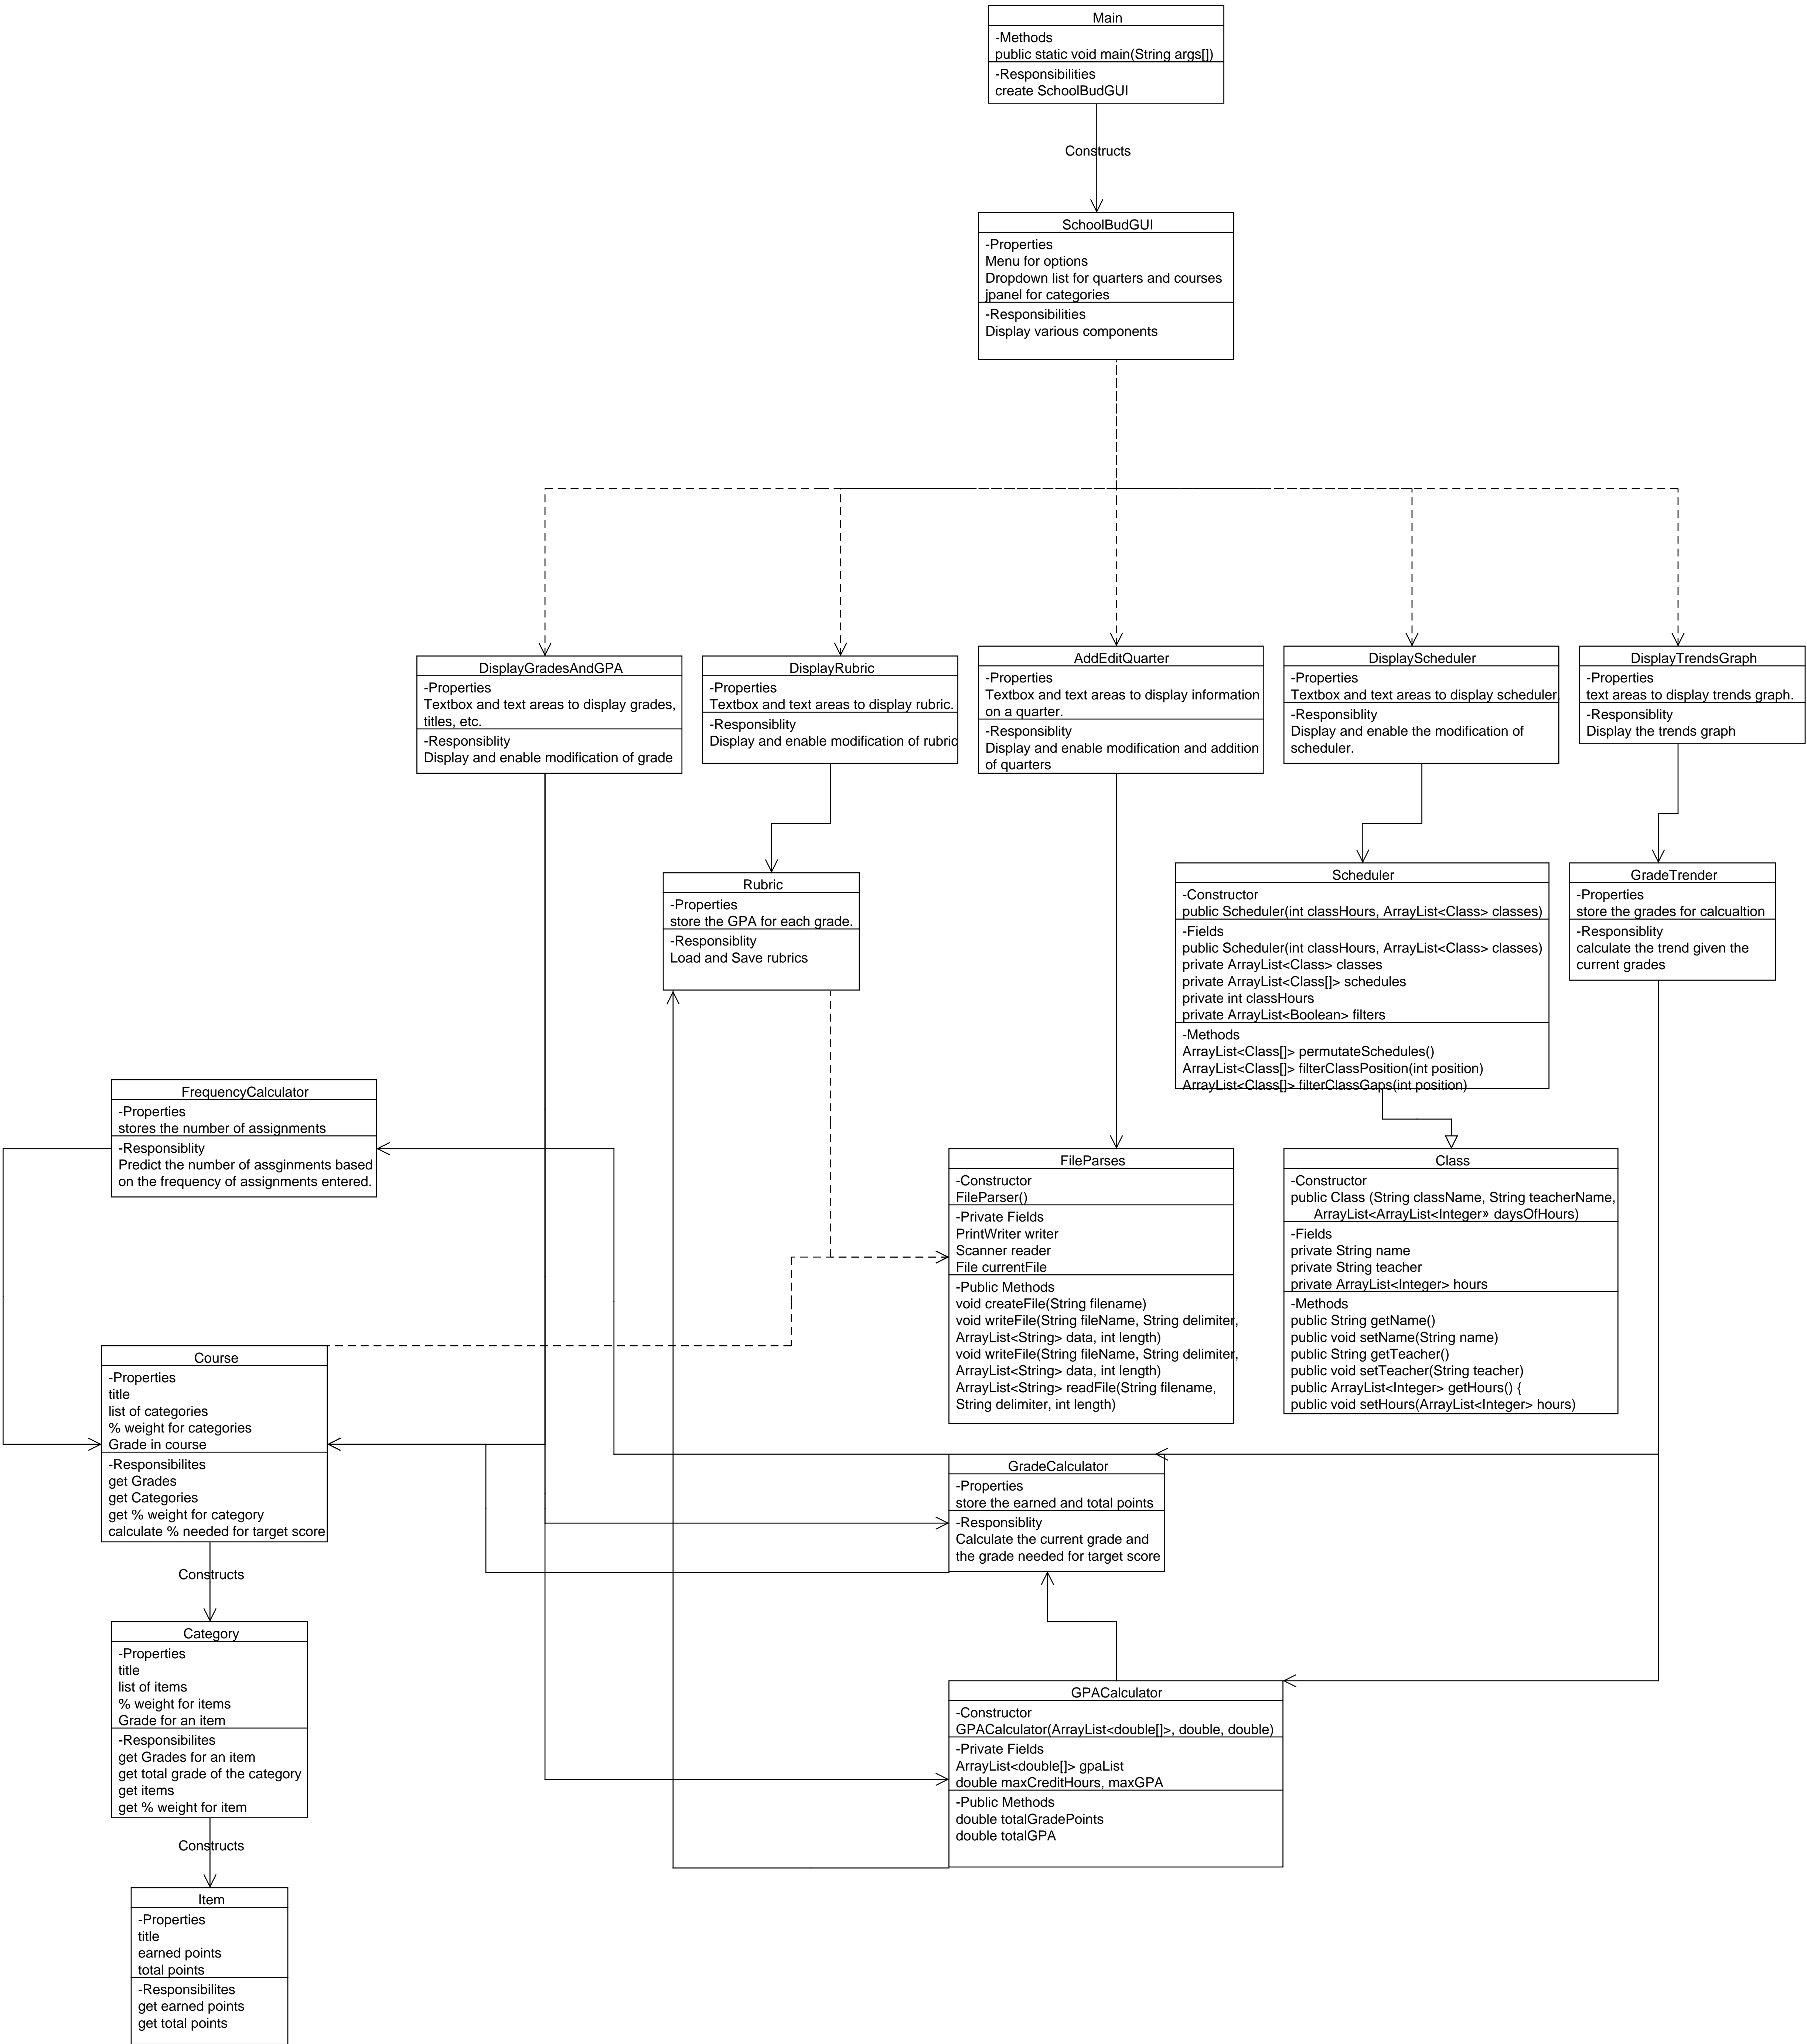 Main
-Methods
public static void main(String args[])
-Responsibilities
create SchoolBudGUI
Constructs
SchoolBudGUI
-Properties
Menu for options
Dropdown list for quarters and courses
jpanel for categories
-Responsibilities
Display various components
DisplayGradesAndGPA
-Properties
Textbox and text areas to display grades,
titles, etc.
-Responsiblity
Display and enable modification of grade
DisplayRubric
-Properties
Textbox and text areas to display rubric.
-Responsiblity
Display and enable modification of rubric
AddEditQuarter
-Properties
Textbox and text areas to display information
on a quarter.
-Responsiblity
Display and enable modification and addition
of quarters
DisplayScheduler
-Properties
Textbox and text areas to display scheduler.
-Responsiblity
Display and enable the modification of
scheduler.
DisplayTrendsGraph
-Properties
text areas to display trends graph.
-Responsiblity
Display the trends graph
Rubric
-Properties
store the GPA for each grade.
-Responsiblity
Load and Save rubrics
Scheduler
-Constructor
public Scheduler(int classHours, ArrayList<Class> classes)
-Fields
public Scheduler(int classHours, ArrayList<Class> classes)
private ArrayList<Class> classes
private ArrayList<Class[]> schedules
private int classHours
private ArrayList<Boolean> filters
-Methods
ArrayList<Class[]> permutateSchedules()
ArrayList<Class[]> filterClassPosition(int position)
ArrayList<Class[]> filterClassGaps(int position)
GradeTrender
-Properties
store the grades for calcualtion
-Responsiblity
calculate the trend given the
current grades
FrequencyCalculator
-Properties
stores the number of assignments
-Responsiblity
Predict the number of assginments based
on the frequency of assignments entered.
FileParses
-Constructor
FileParser()
-Private Fields
PrintWriter writer
Scanner reader
File currentFile
-Public Methods
void createFile(String filename)
void writeFile(String fileName, String delimiter,
ArrayList<String> data, int length)
void writeFile(String fileName, String delimiter,
ArrayList<String> data, int length)
ArrayList<String> readFile(String filename,
String delimiter, int length)
Class
-Constructor
public Class (String className, String teacherName,
ArrayList<ArrayList<Integer» daysOfHours)
-Fields
private String name
private String teacher
private ArrayList<Integer> hours
-Methods
public String getName()
public void setName(String name)
public String getTeacher()
public void setTeacher(String teacher)
public ArrayList<Integer> getHours() {
public void setHours(ArrayList<Integer> hours)
Course
-Properties
title
list of categories
% weight for categories
Grade in course
-Responsibilites
get Grades
get Categories
get % weight for category
calculate % needed for target score
Constructs
GradeCalculator
-Properties
store the earned and total points
-Responsiblity
Calculate the current grade and
the grade needed for target score
Category
-Properties
title
list of items
% weight for items
Grade for an item
-Responsibilites
get Grades for an item
get total grade of the category
get items
get % weight for item
Constructs
GPACalculator
-Constructor
GPACalculator(ArrayList<double[]>, double, double)
-Private Fields
ArrayList<double[]> gpaList
double maxCreditHours, maxGPA
-Public Methods
double totalGradePoints
double totalGPA
Item
-Properties
title
earned points
total points
-Responsibilites
get earned points
get total points